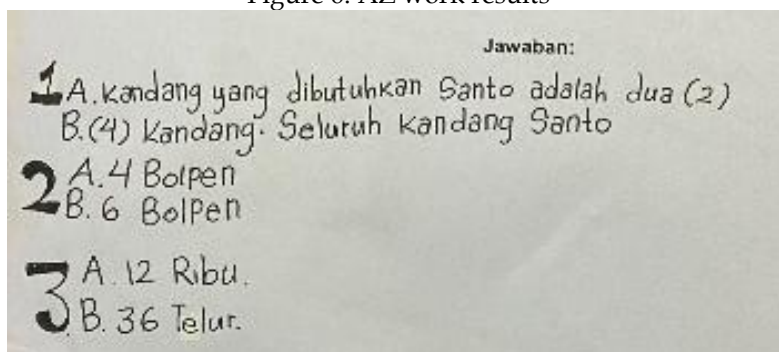 Figure 6. AZ work results
Jawaban:
1 A. Kandang yang dibutuhkan Santo adalah dua (2)
B. (4) Kandang. Seluruh kandang Santo
2 A. 4 Bolpen
B. 6 Bolpen
3 A. 12 Ribu.
B. 36 Telur.